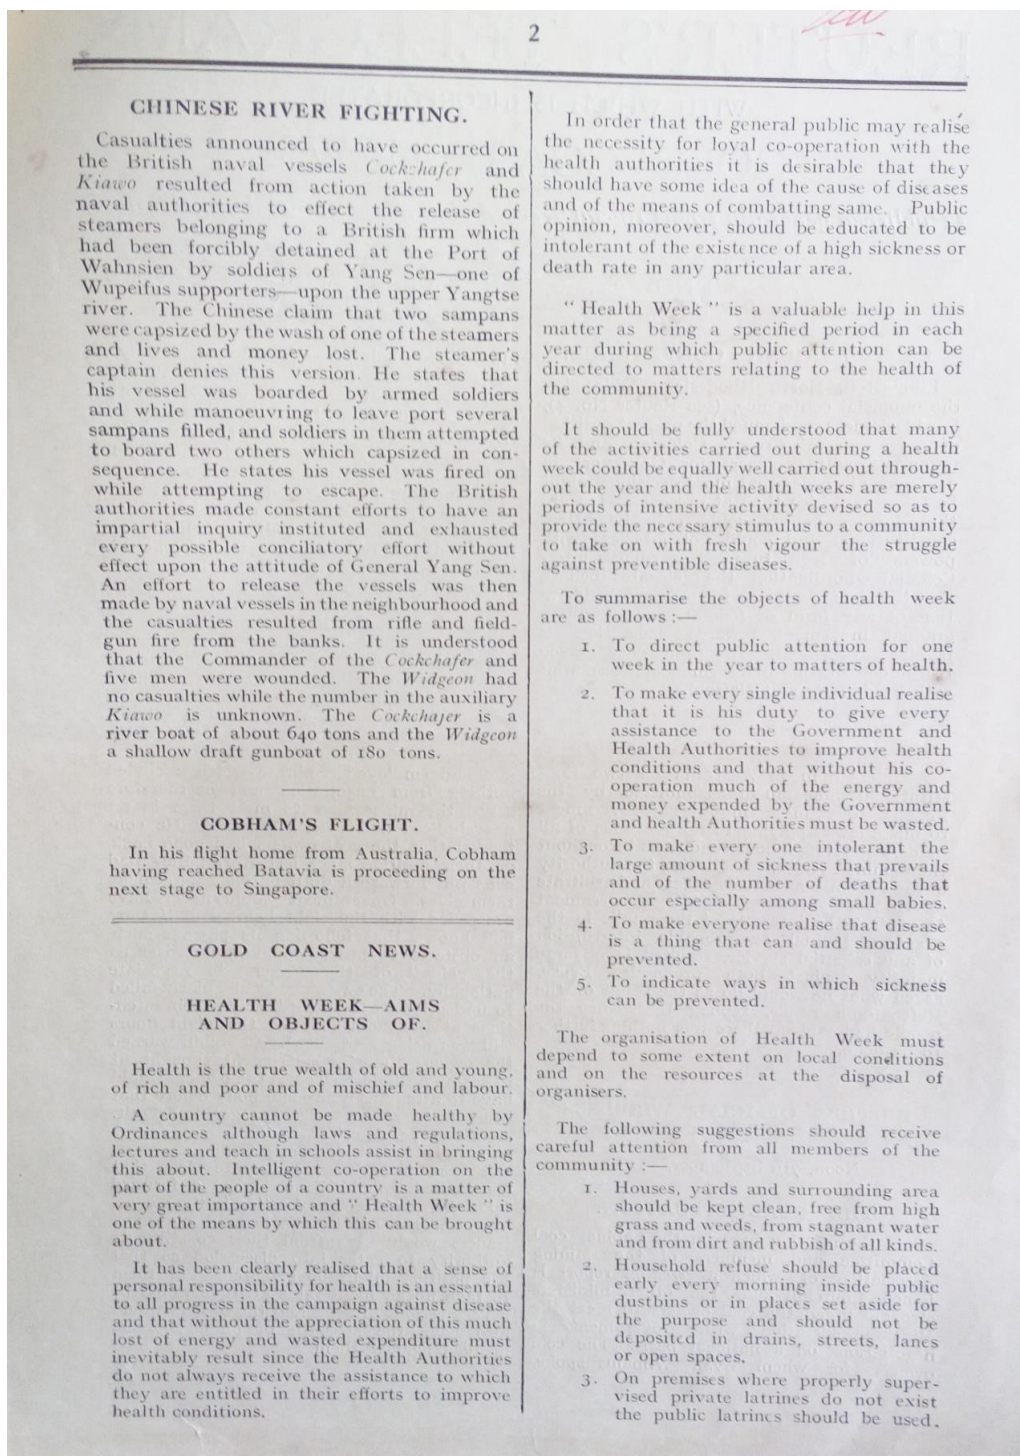 2
CHINESE RIVER FIGHTING.
Casualties announced to have occurred on
the British naval vessels Cockchafer and
Kiawo resulted from action taken by the
naval authorities to effect the release of
steamers belonging to a British firm which
had been forcibly detained at the Port of
Wahnsien by soldiers of Yang Sen—one of
Wupeifus supporters—upon the upper Yangtse
river. The Chinese claim that two sampans
were capsized by the wash of one of the steamers
and lives and money lost. The steamer's
captain denies this version. He states that
his vessel was boarded by armed soldiers
and while manoeuvring to leave port several
sampans filled, and soldiers in them attempted
to board two others which capsized in con-
sequence. He states his vessel was fired on
while attempting to escape. The British
authorities made constant efforts to have an
impartial inquiry instituted and exhausted
every possible conciliatory effort without
effect upon the attitude of General Yang Sen.
An effort to release the vessels was then
made by naval vessels in the neighbourhood and
the casualties resulted from rifle and field-
gun fire from the banks. It is understood
that the Commander of the Cockchafer and
five men were wounded. The Widgeon had
no casualties while the number in the auxiliary
Kiawo is unknown. The Cockchafer is a
river boat of about 640 tons and the Widgeon
a shallow draft gunboat of 180 tons.
COBHAM'S FLIGHT.
In his flight home from Australia, Cobham
having reached Batavia is proceeding on the
next stage to Singapore.
GOLD COAST NEWS.
HEALTH WEEK—AIMS
AND OBJECTS OF.
Health is the true wealth of old and young,
of rich and poor and of mischief and labour.
A country cannot be made healthy by
Ordinances although laws and regulations,
lectures and teach in schools assist in bringing
this about. Intelligent co-operation on the
part of the people of a country is a matter of
very great importance and “ Health Week ” is
one of the means by which this can be brought
about.
It has been clearly realised that a sense of
personal responsibility for health is an essential
to all progress in the campaign against disease
and that without the appreciation of this much
lost of energy and wasted expenditure must
inevitably result since the Health Authorities
do not always receive the assistance to which
they are entitled in their efforts to improve
health conditions.
In order that the general public may realise
the necessity for loyal co-operation with the
health authorities it is desirable that they
should have some idea of the cause of diseases
and of the means of combatting same. Public
opinion, moreover, should be educated to be
intolerant of the existence of a high sickness or
death rate in any particular area.
“ Health Week ” is a valuable help in this
matter as being a specified period in each
year during which public attention can be
directed to matters relating to the health of
the community.
It should be fully understood that many
of the activities carried out during a health
week could be equally well carried out through-
out the year and the health weeks are merely
periods of intensive activity devised so as to
provide the necessary stimulus to a community
to take on with fresh vigour the struggle
against preventible diseases.
To summarise the objects of health week
are as follows :—
1. To direct public attention for one
week in the year to matters of health.
2. To make every single individual realise
that it is his duty to give every
assistance to the Government and
Health Authorities to improve health
conditions and that without his co-
operation much of the energy and
money expended by the Government
and health Authorities must be wasted.
3. To make every one intolerant the
large amount of sickness that prevails
and of the number of deaths that
occur especially among small babies.
4. To make everyone realise that disease
is a thing that can and should be
prevented.
5. To indicate ways in which sickness
can be prevented.
The organisation of Health Week must
depend to some extent on local conditions
and on the resources at the disposal of
organisers.
The following suggestions should receive
careful attention from all members of the
community :—
1. Houses, yards and surrounding area
should be kept clean, free from high
grass and weeds, from stagnant water
and from dirt and rubbish of all kinds.
2. Household refuse should be placed
early every morning inside public
dustbins or in places set aside for
the purpose and should not be
deposited in drains, streets, lanes
or open spaces.
3. On premises where properly super-
vised private latrines do not exist
the public latrines should be used.